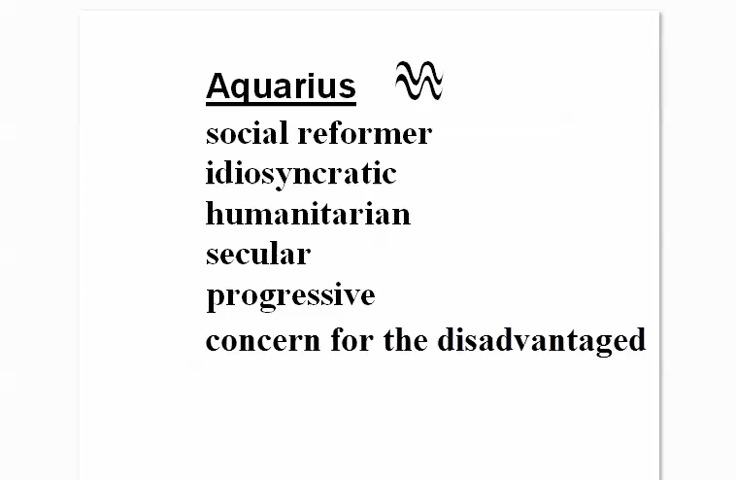 Aquarius
social reformer
idiosyncratic
humanitarian
secular
progressive
concern for the disadvantaged